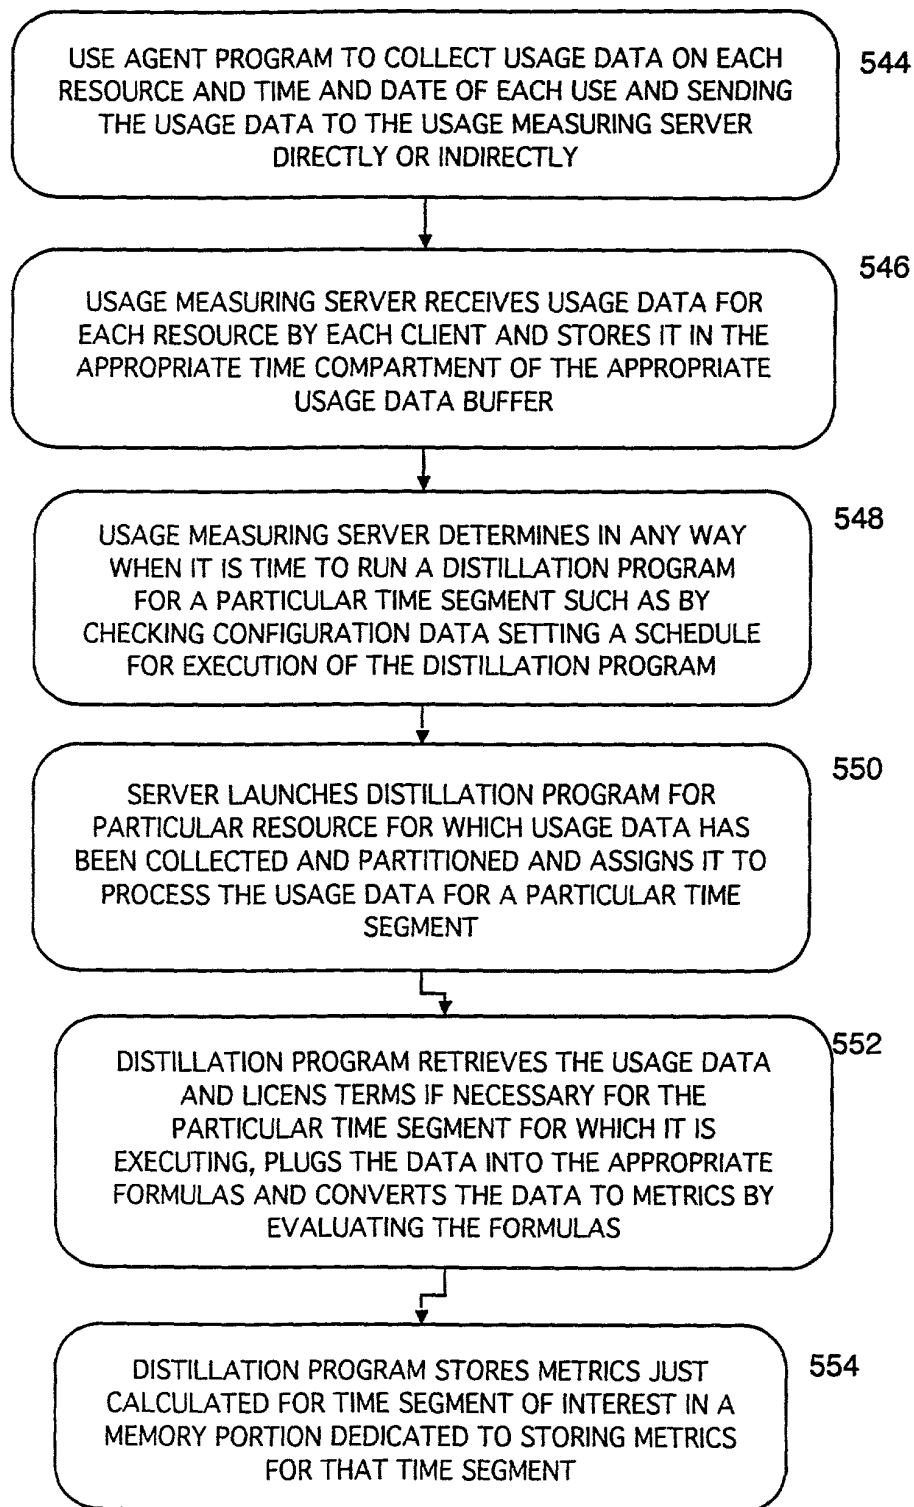 USE AGENT PROGRAM TO COLLECT USAGE DATA ON EACH
RESOURCE AND TIME AND DATE OF EACH USE AND SENDING
THE USAGE DATA TO THE USAGE MEASURING SERVER
DIRECTLY OR INDIRECTLY
544
USAGE MEASURING SERVER RECEIVES USAGE DATA FOR
EACH RESOURCE BY EACH CLIENT AND STORES IT IN THE
APPROPRIATE TIME COMPARTMENT OF THE APPROPRIATE
USAGE DATA BUFFER
546
USAGE MEASURING SERVER DETERMINES IN ANY WAY
WHEN IT IS TIME TO RUN A DISTILLATION PROGRAM
FOR A PARTICULAR TIME SEGMENT SUCH AS BY
CHECKING CONFIGURATION DATA SETTING A SCHEDULE
FOR EXECUTION OF THE DISTILLATION PROGRAM
548
SERVER LAUNCHES DISTILLATION PROGRAM FOR
PARTICULAR RESOURCE FOR WHICH USAGE DATA HAS
BEEN COLLECTED AND PARTITIONED AND ASSIGNS IT TO
PROCESS THE USAGE DATA FOR A PARTICULAR TIME
SEGMENT
550
DISTILLATION PROGRAM RETRIEVES THE USAGE DATA
AND LICENS TERMS IF NECESSARY FOR THE
PARTICULAR TIME SEGMENT FOR WHICH IT IS
EXECUTING, PLUGS THE DATA INTO THE APPROPRIATE
FORMULAS AND CONVERTS THE DATA TO METRICS BY
EVALUATING THE FORMULAS
552
DISTILLATION PROGRAM STORES METRICS JUST
CALCULATED FOR TIME SEGMENT OF INTEREST IN A
MEMORY PORTION DEDICATED TO STORING METRICS
FOR THAT TIME SEGMENT
554